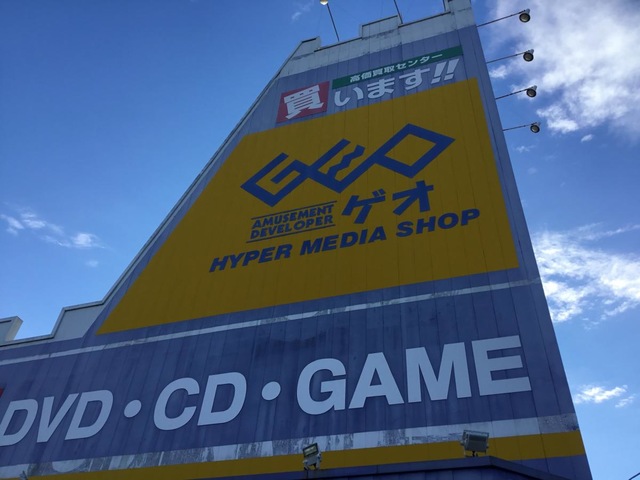 高価買取センター
買います!!
GEO
AMUSEMENT
DEVELOPER
ゲオ
HYPER MEDIA SHOP
DVD・CD・GAME